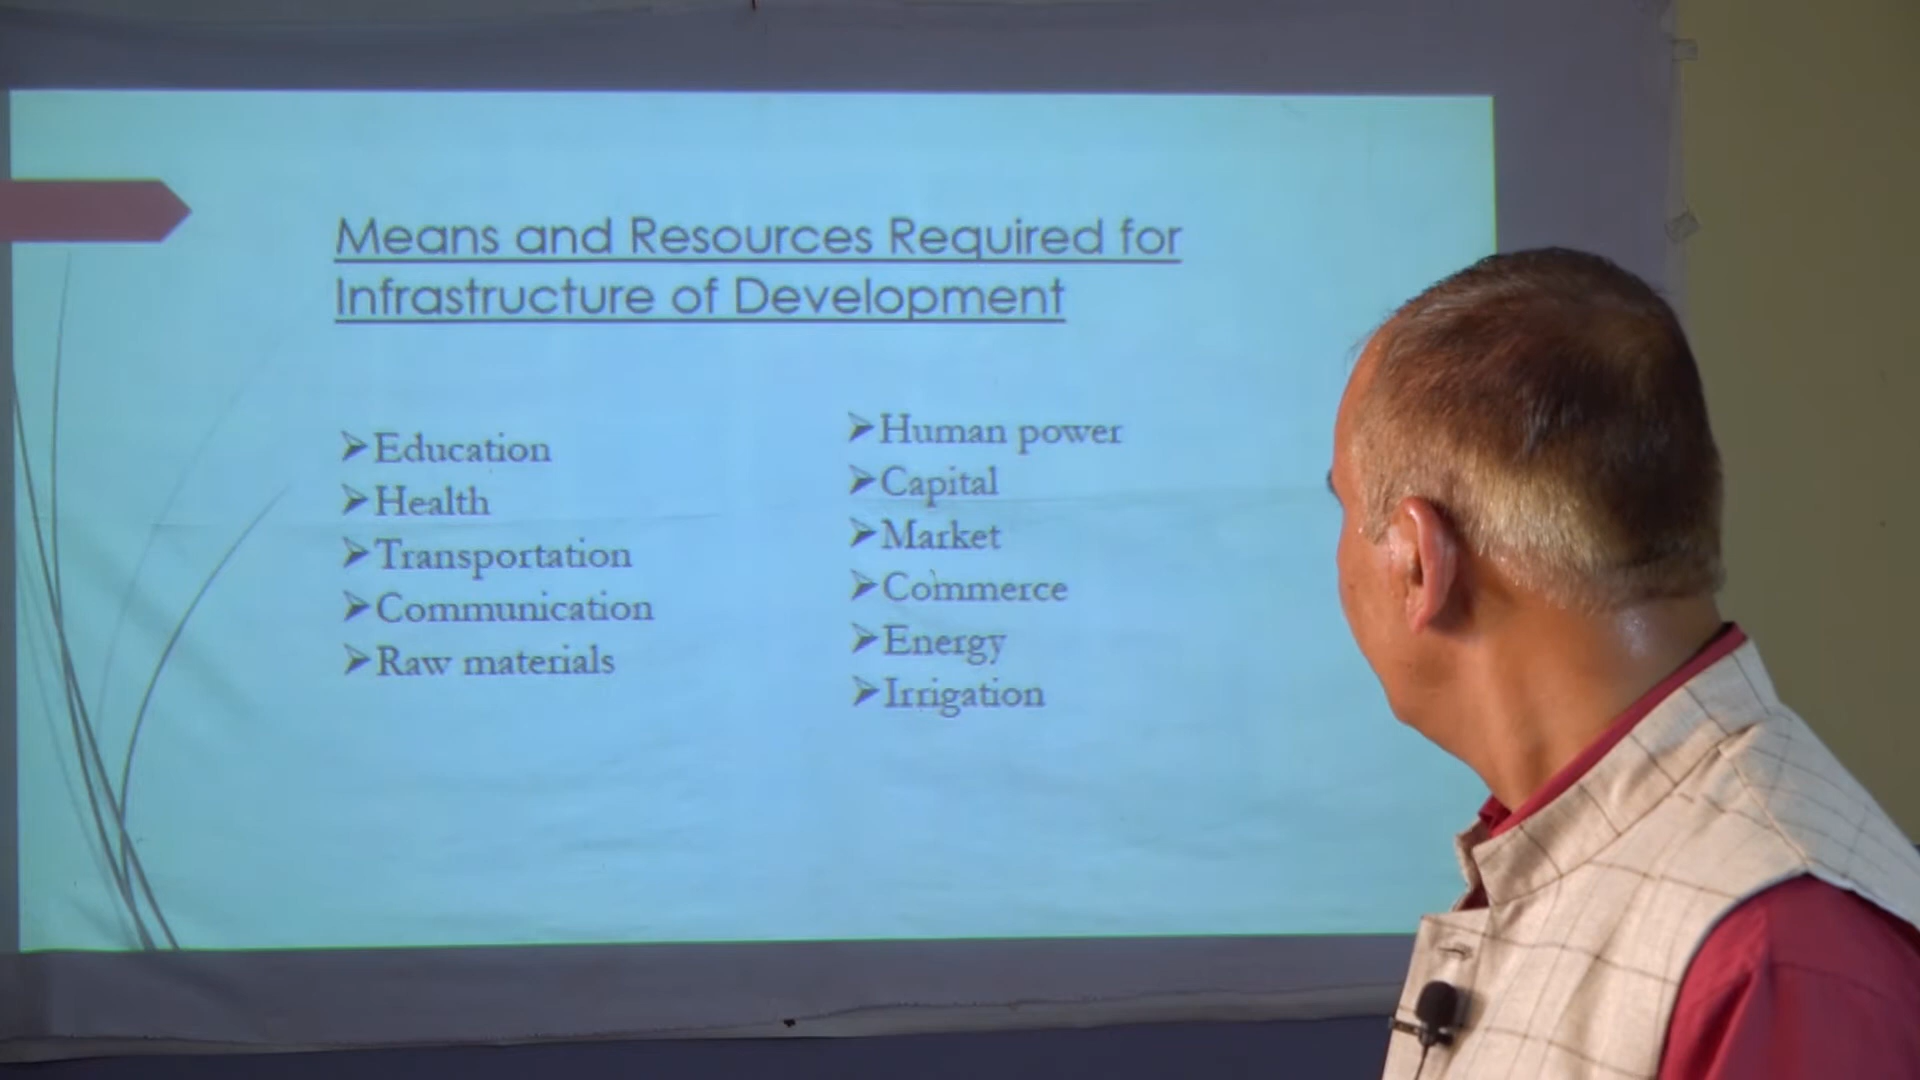 Means and Resources Required for
Infrastructure of Development
Education
Health
Transportation
Communication
Raw materials
Human power
Capital
Market
Commerce
Energy
Irrigation